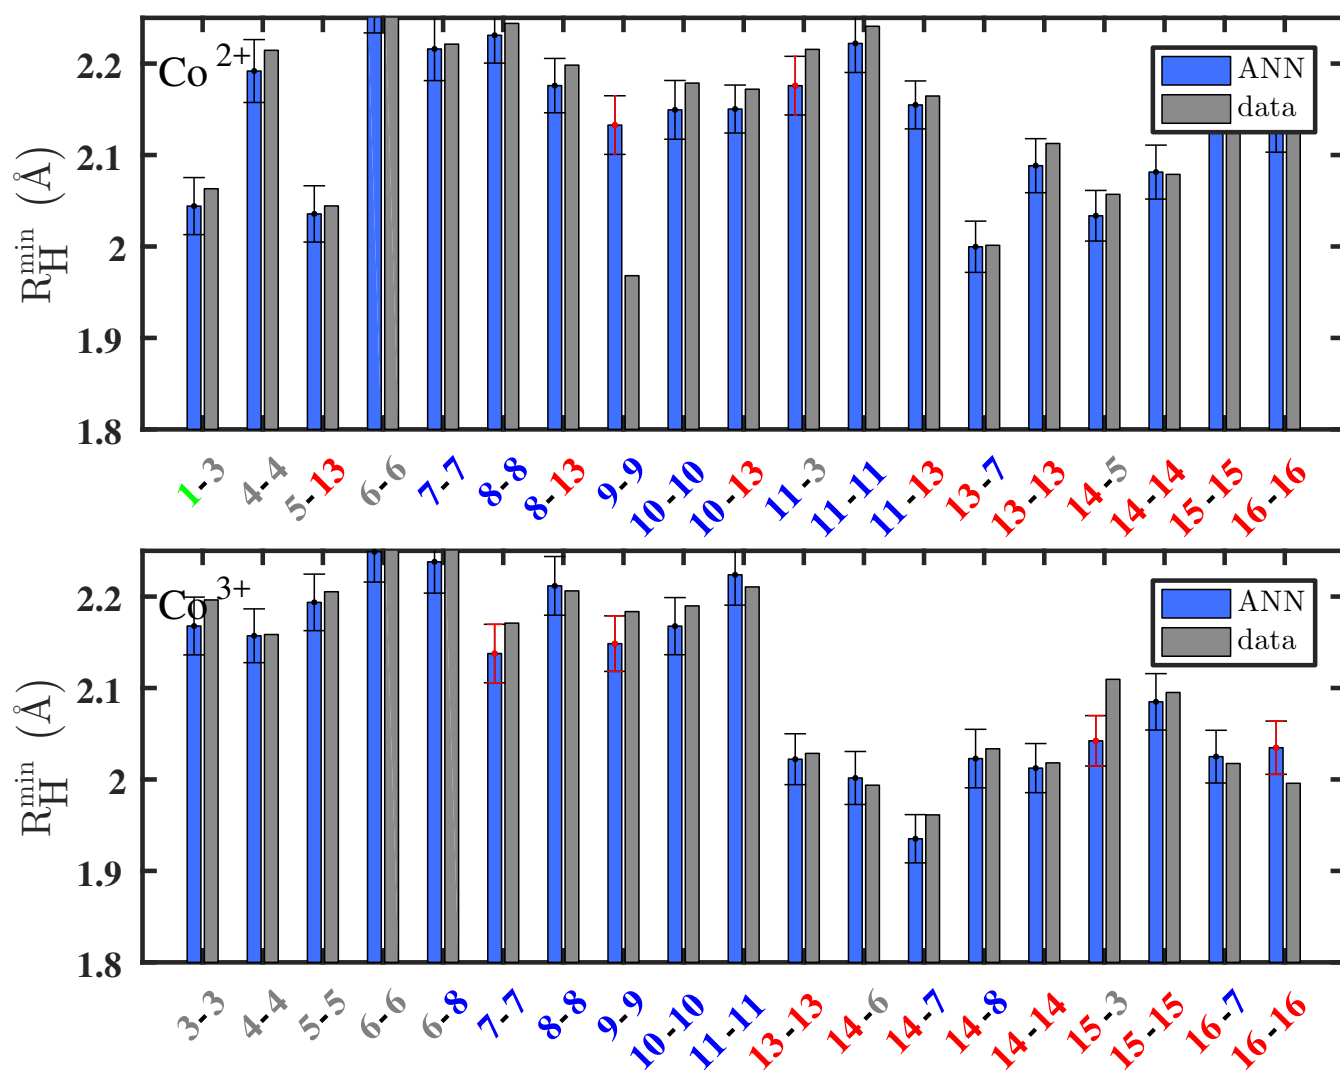 Co 2+
ANN
data
2.2
2.1
2
1.9
1.8
R_H^min (Å)
1-3 4-4 5-13 6-6 7-7 8-8 8-13 9-9 10-10 10-13 11-3 11-11 11-13 13-7 13-13 14-5 14-14 15-15 16-16
Co 3+
ANN
data
2.2
2.1
2
1.9
1.8
R_H^min (Å)
3-3 4-4 5-5 6-6 6-8 7-7 8-8 9-9 10-10 11-11 13-13 14-6 14-7 14-8 14-14 15-3 15-15 16-7 16-16